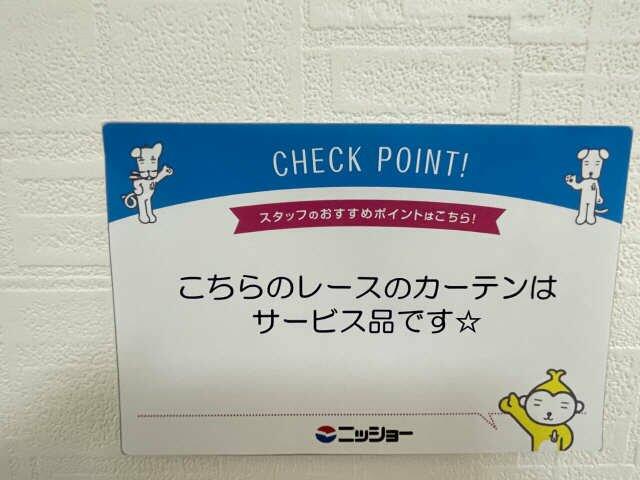 CHECK POINT!
スタッフのおすすめポイントはこちら!
こちらのレースのカーテンは
サービス品です☆
ニッショー